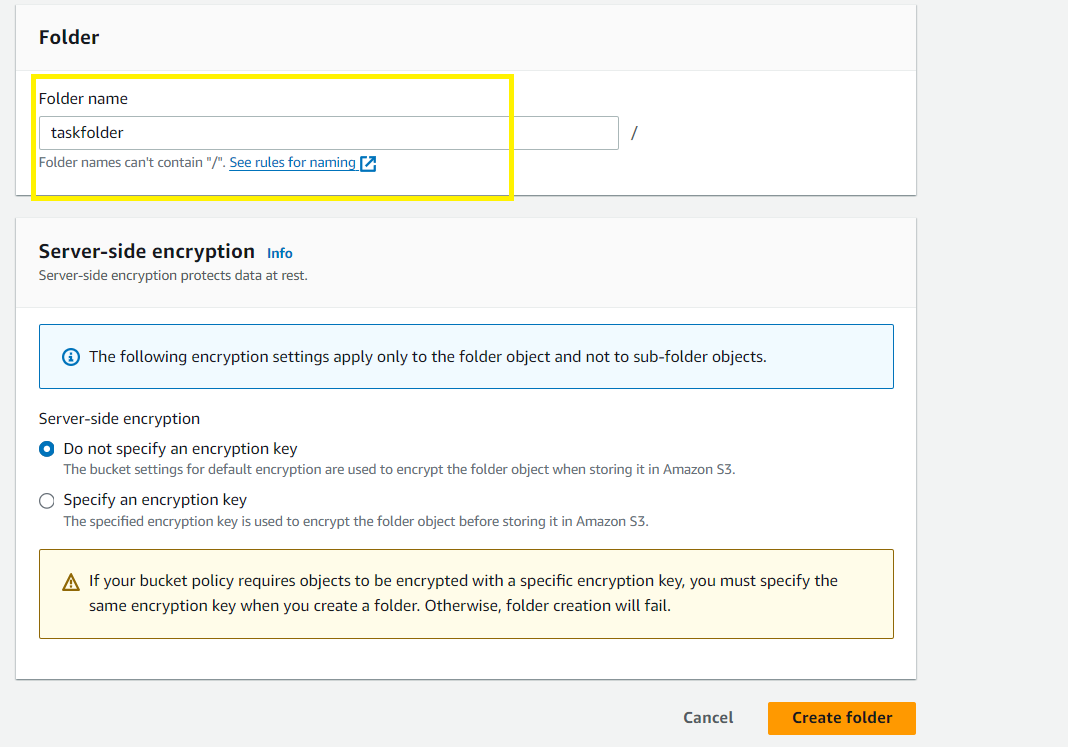 Folder
Folder name
taskfolder
/
Folder names can't contain "/". See rules for naming
Server-side encryption Info
Server-side encryption protects data at rest.
The following encryption settings apply only to the folder object and not to sub-folder objects.
Server-side encryption
Do not specify an encryption key
The bucket settings for default encryption are used to encrypt the folder object when storing it in Amazon S3.
Specify an encryption key
The specified encryption key is used to encrypt the folder object before storing it in Amazon S3.
If your bucket policy requires objects to be encrypted with a specific encryption key, you must specify the
same encryption key when you create a folder. Otherwise, folder creation will fail.
Cancel
Create folder